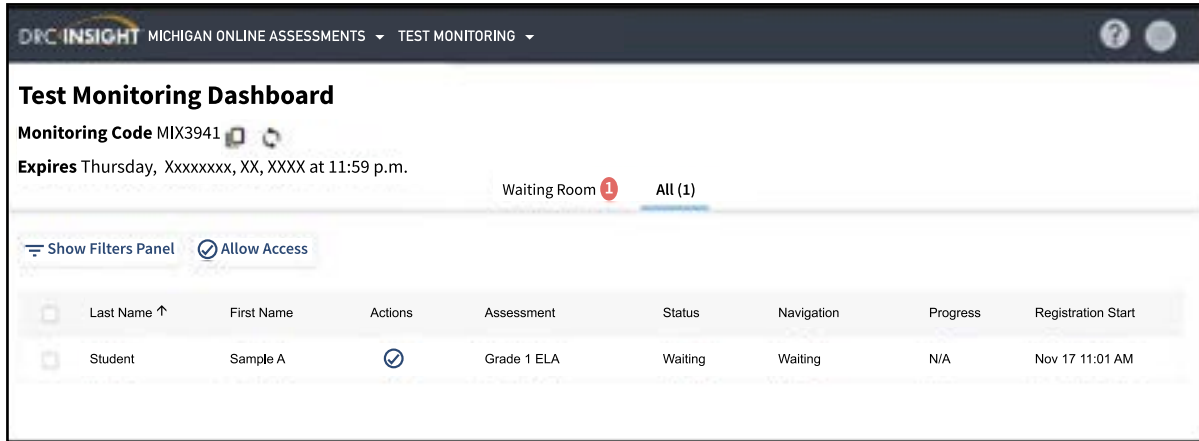 DRC INSIGHT MICHIGAN ONLINE ASSESSMENTS TEST MONITORING ?
Test Monitoring Dashboard
Monitoring Code MIX3941
Expires Thursday, Xxxxxxxx, XX, XXXX at 11:59 p.m.
Waiting Room 1 All (1)
Show Filters Panel Allow Access
Last Name ↑ First Name Actions Assessment Status Navigation Progress Registration Start
Student Sample A Grade 1 ELA Waiting Waiting N/A Nov 17 11:01 AM